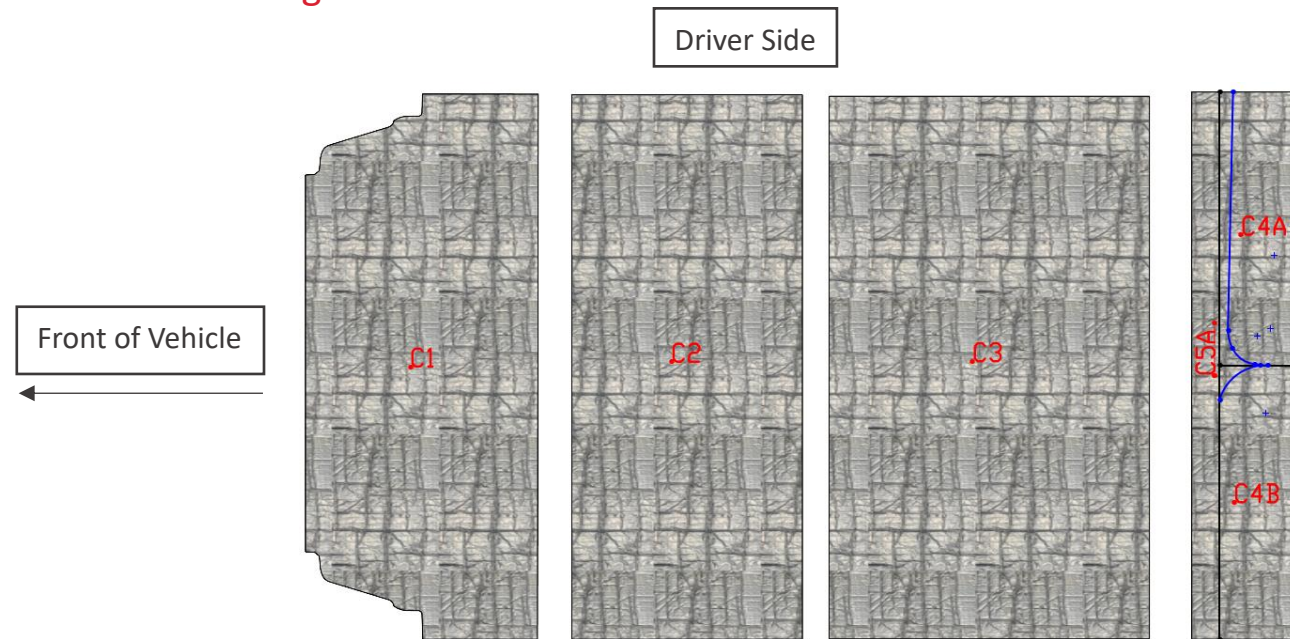 g
Driver Side
Front of Vehicle
C1
C2
C3
C4A
C5A
C4B